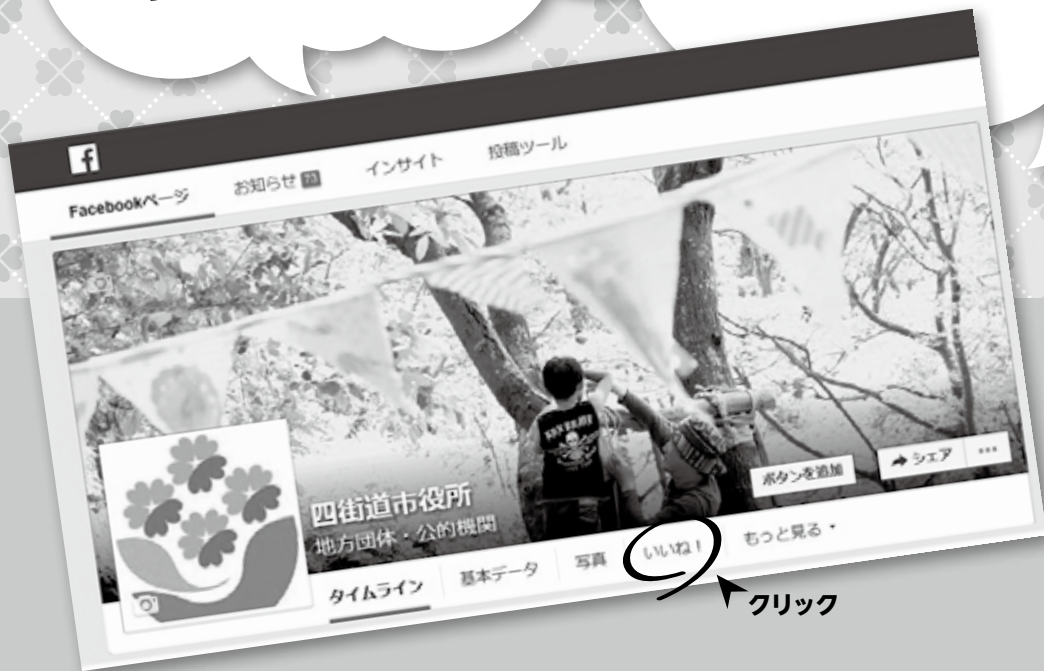 f
Facebookページ
お知らせ 73
インサイト
投稿ツール
四街道市役所
地方団体・公的機関
ボタンを追加
シェア
タイムライン
基本データ
写真
いいね！
もっと見る
クリック